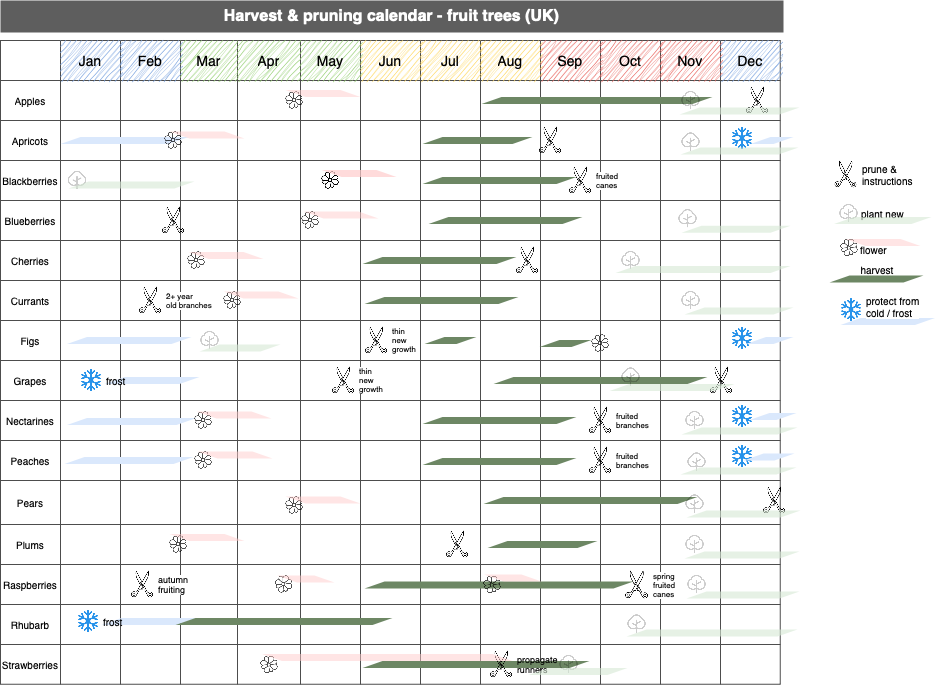 Harvest & pruning calendar - fruit trees (UK)
Jan Feb Mar Apr May Jun Jul Aug Sep Oct Nov Dec
Apples
Apricots
Blackberries
fruited
canes
Blueberries
Cherries
Currants
2+ year
old branches
Figs
thin
new
growth
Grapes
frost
thin
new
growth
Nectarines
fruited
branches
Peaches
fruited
branches
Pears
Plums
Raspberries
autumn
fruiting
spring
fruited
canes
Rhubarb
frost
Strawberries
propagate
runners
prune &
instructions
plant new
flower
harvest
protect from
cold / frost